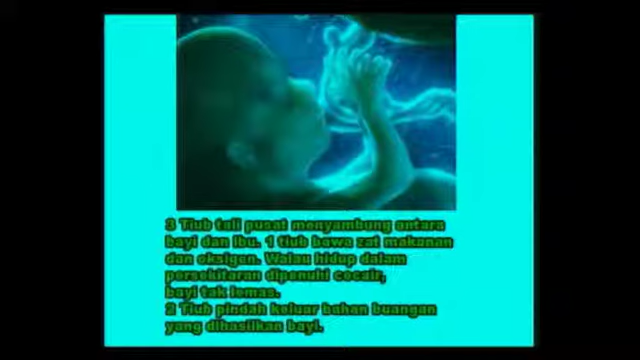 3 Tiub tali pusat menyambung antara
bayi dan ibu. 1 tiub bawa zat makanan
dan oksigen. Walau hidup dalam
persekitaran dipenuhi cecair,
bayi tak lemas.
2 Tiub pindah keluar bahan buangan
yang dihasilkan bayi.